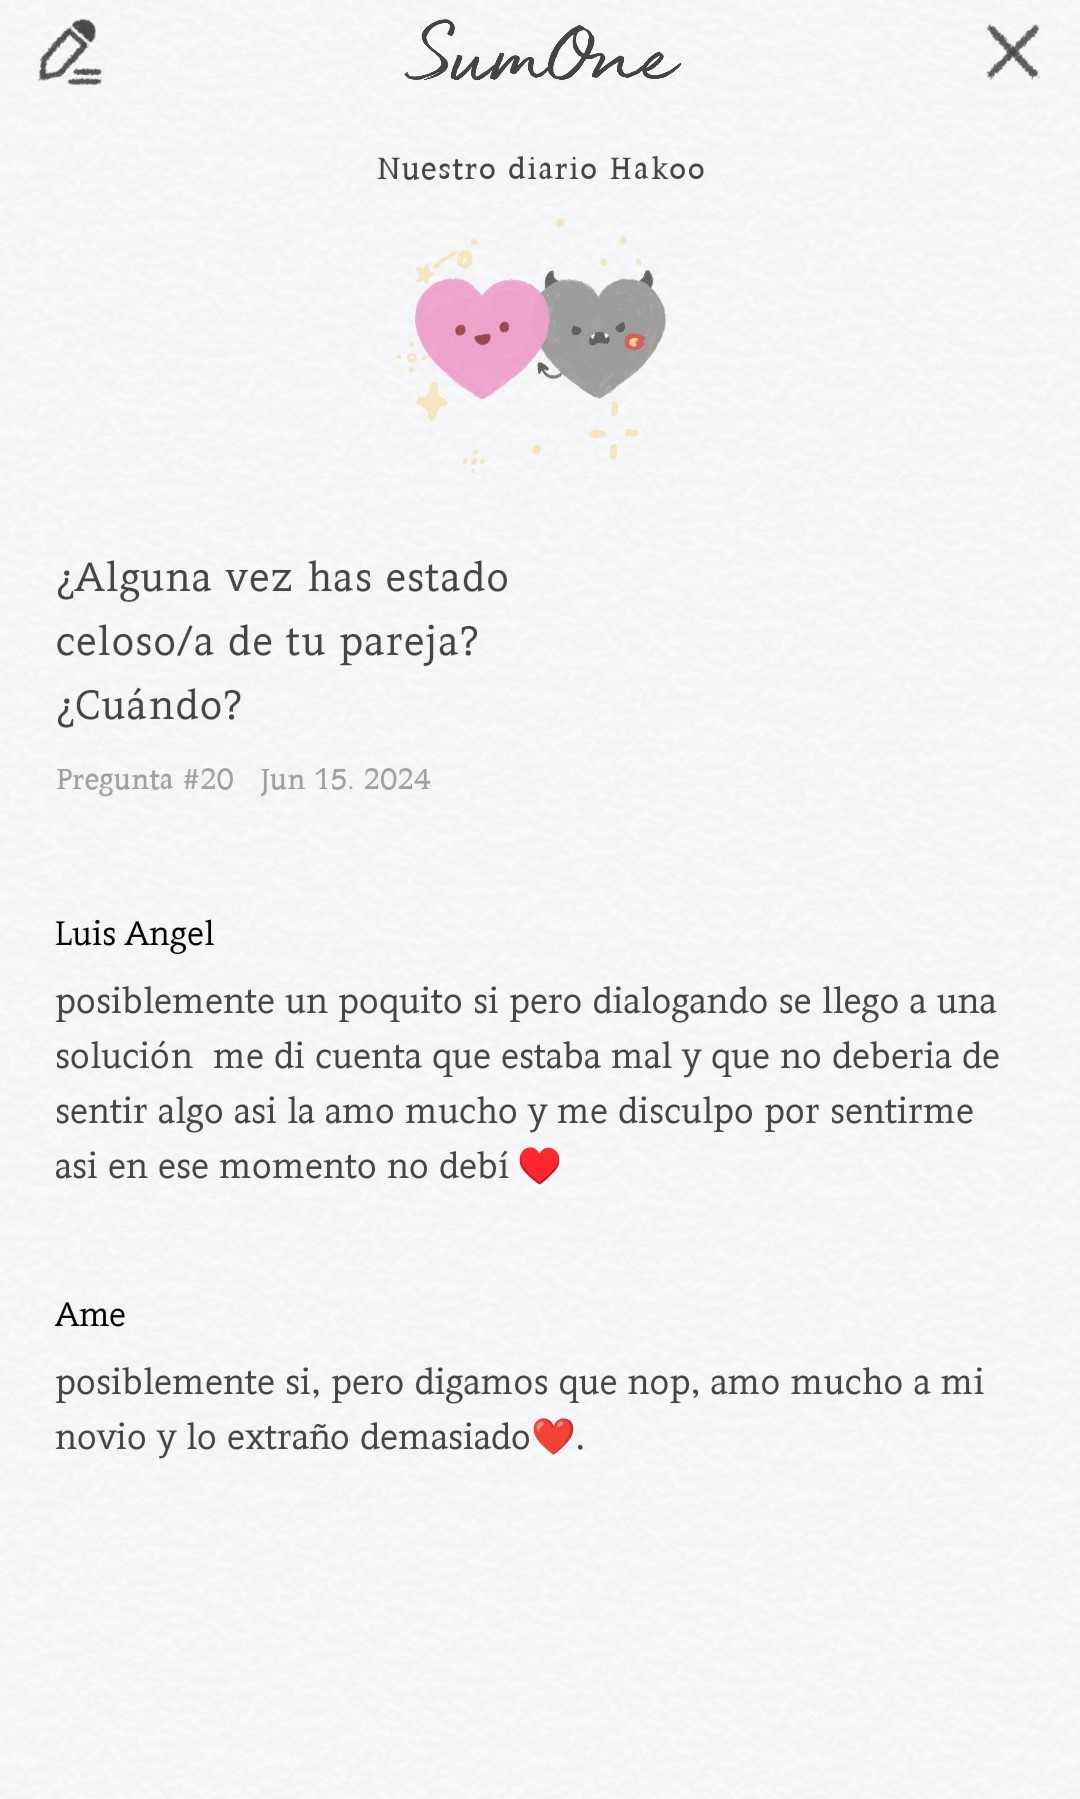 SumOne
Nuestro diario Hakoo
¿Alguna vez has estado
celoso/a de tu pareja?
¿Cuándo?
Pregunta #20 Jun 15. 2024
Luis Angel
posiblemente un poquito si pero dialogando se llego a una
solución  me di cuenta que estaba mal y que no deberia de
sentir algo asi la amo mucho y me disculpo por sentirme
asi en ese momento no debí ♥️
Ame
posiblemente si, pero digamos que nop, amo mucho a mi
novio y lo extraño demasiado❤️.